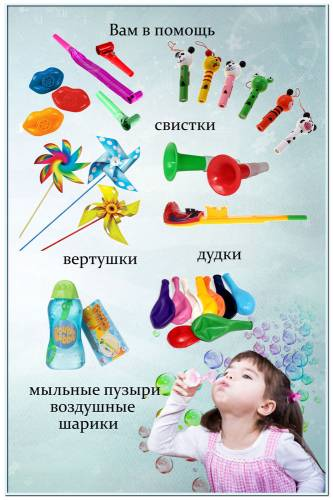 Вам в помощь
свистки
вертушки
дудки
мыльные пузыри
воздушные
шарики